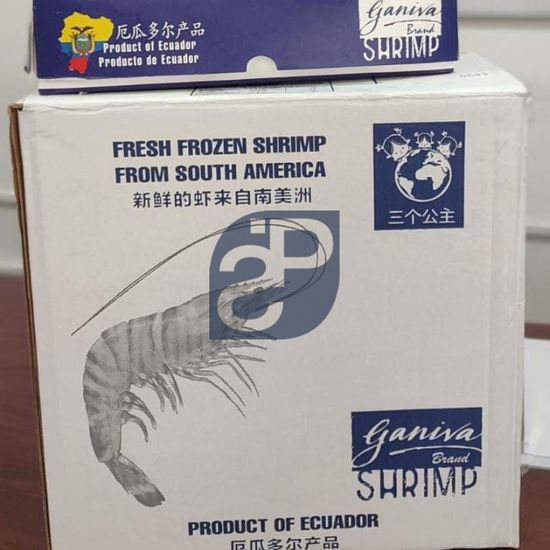 厄瓜多尔产品
Product of Ecuador
Producto de Ecuador
Ganiva
Brand
SHRIMP
FRESH FROZEN SHRIMP
FROM SOUTH AMERICA
新鲜的虾来自南美洲
三个公主
Ganiva
Brand
SHRIMP
PRODUCT OF ECUADOR
厄瓜多尔产品